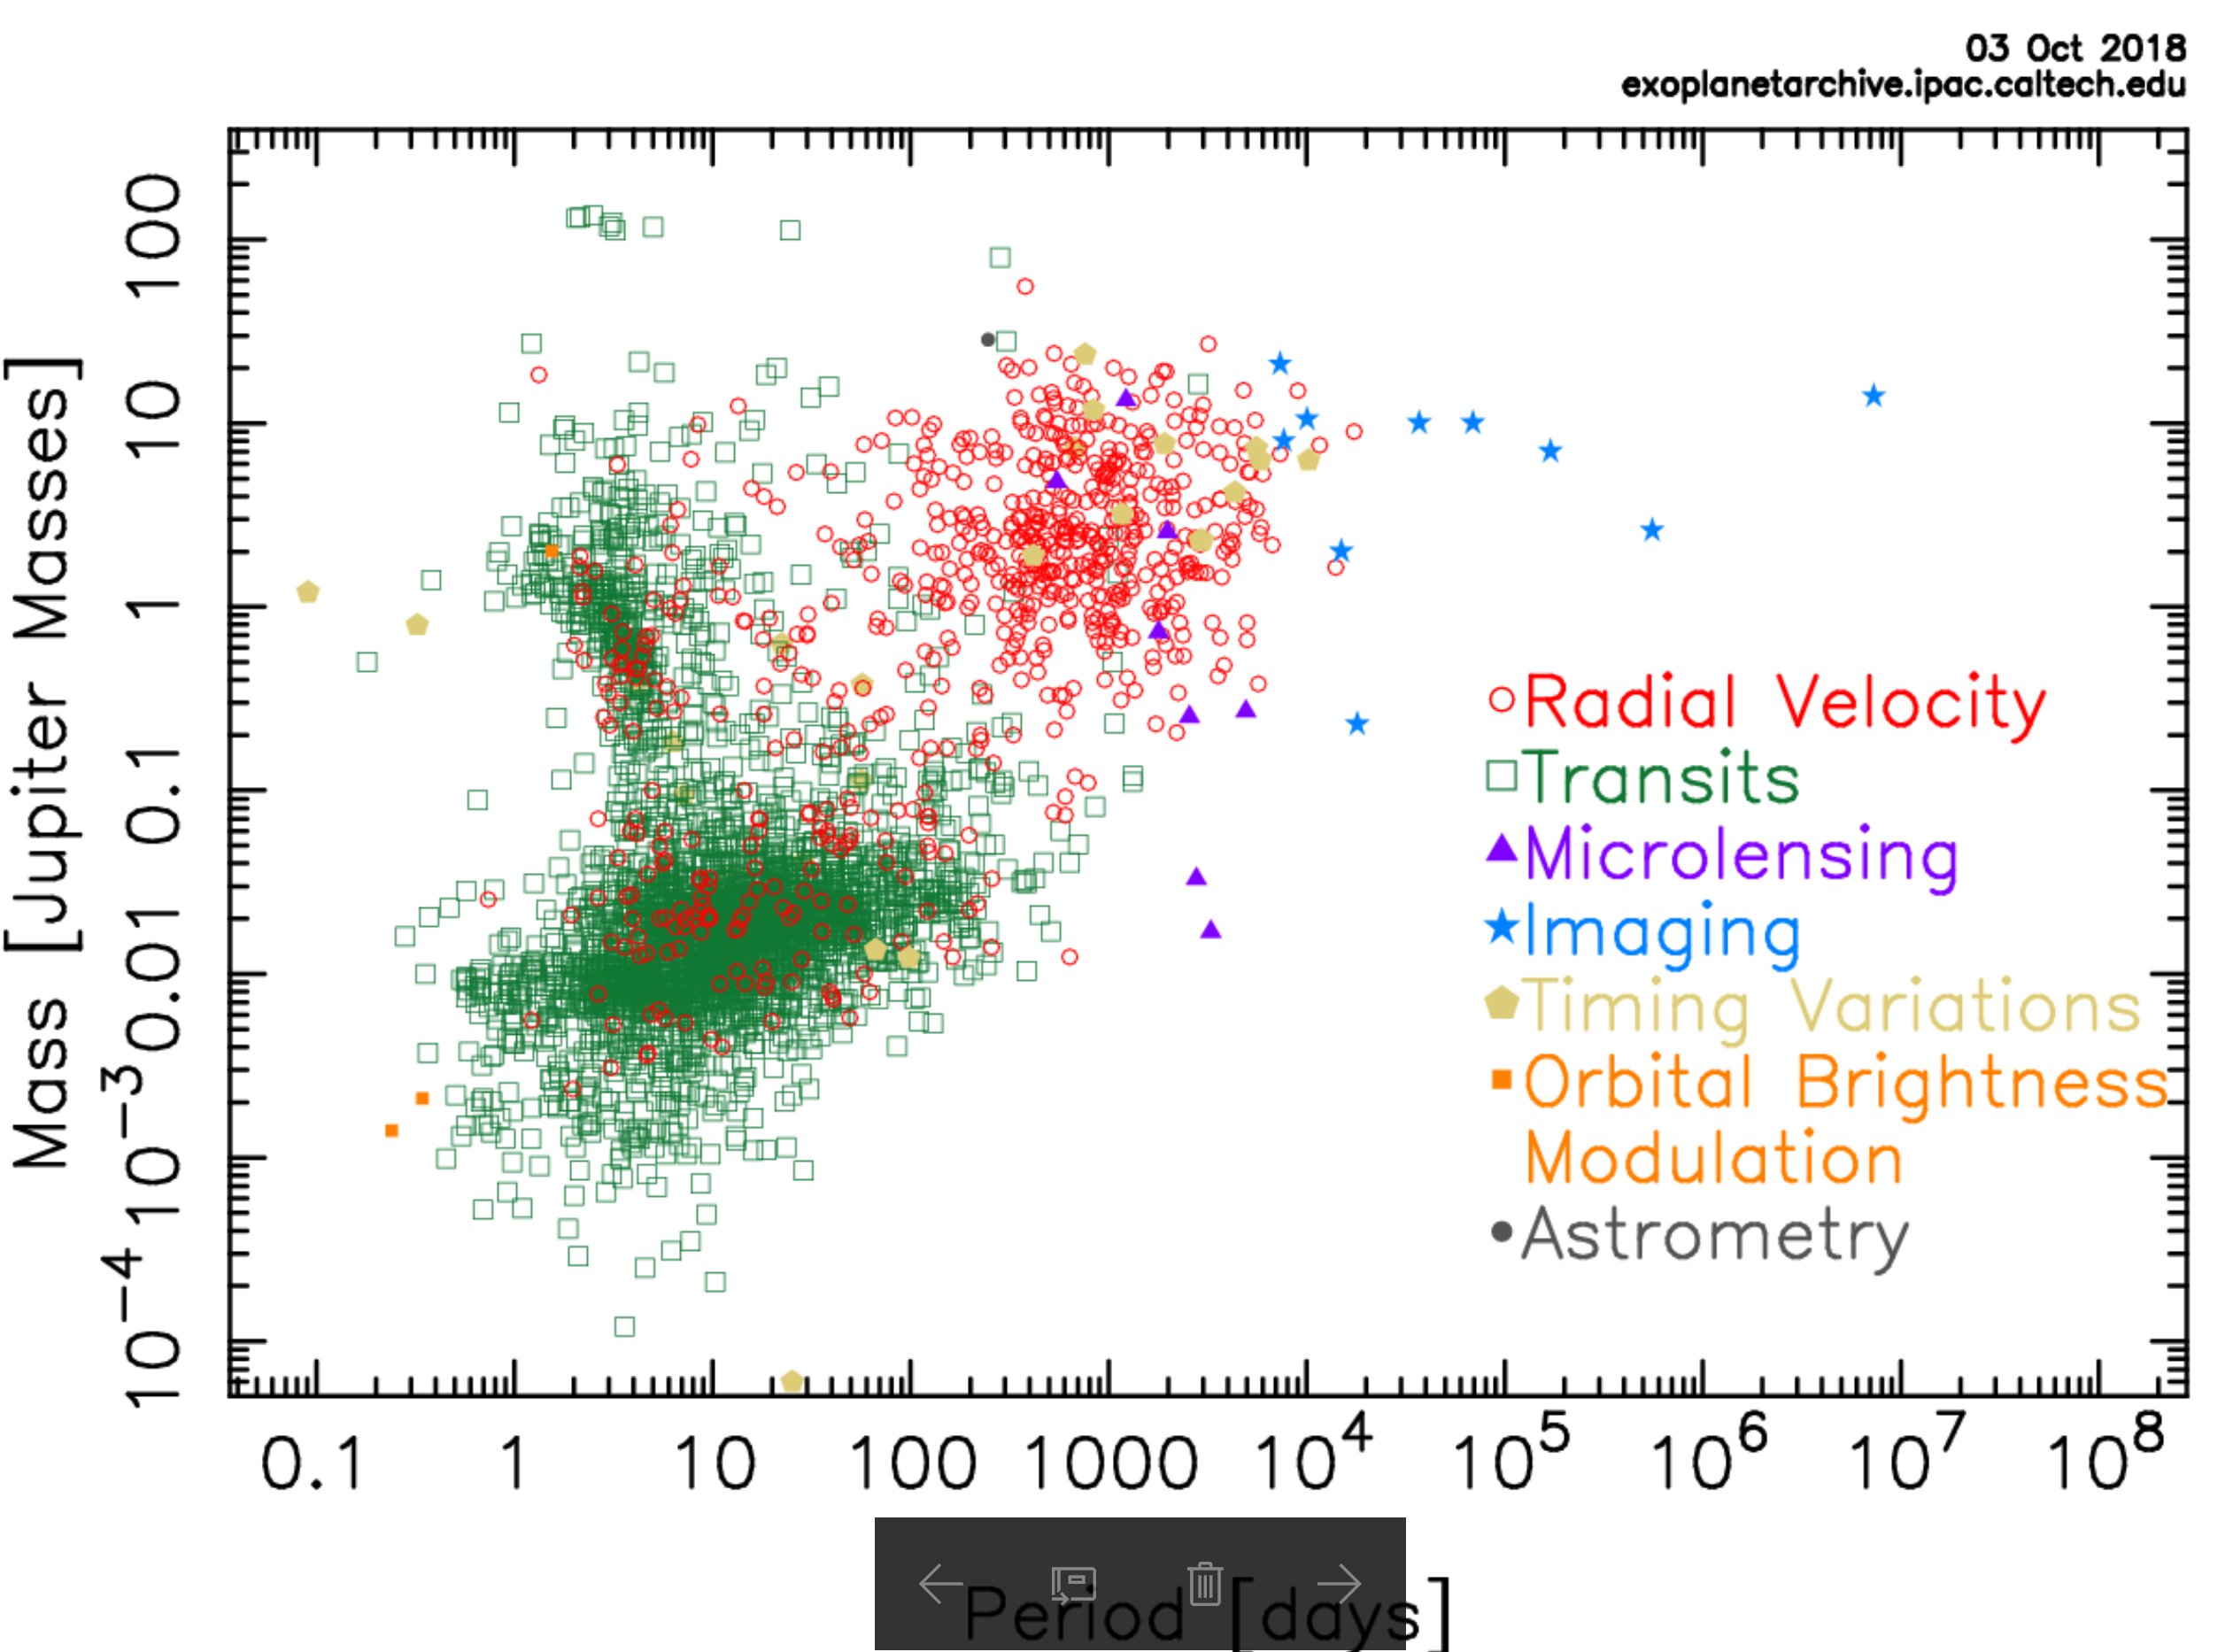 03 Oct 2018
exoplanetarchive.ipac.caltech.edu
Mass [Jupiter Masses]
100
10
1
0.1
0.01
10−3
10−4
Radial Velocity
Transits
Microlensing
Imaging
Timing Variations
Orbital Brightness
Modulation
Astrometry
0.1 1 10 100 1000 10⁴ 10⁵ 10⁶ 10⁷ 10⁸
Period [days]